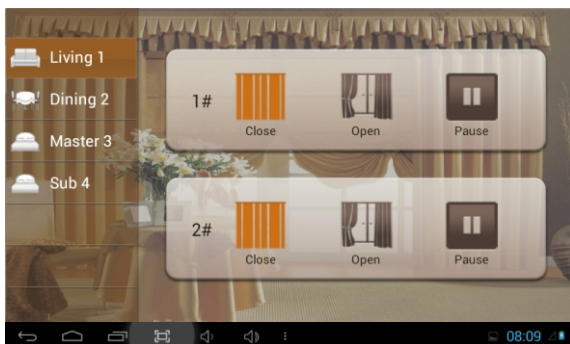 Living 1
Dining 2
Master 3
Sub 4
1#
Close
Open
Pause
2#
Close
Open
Pause
08:09